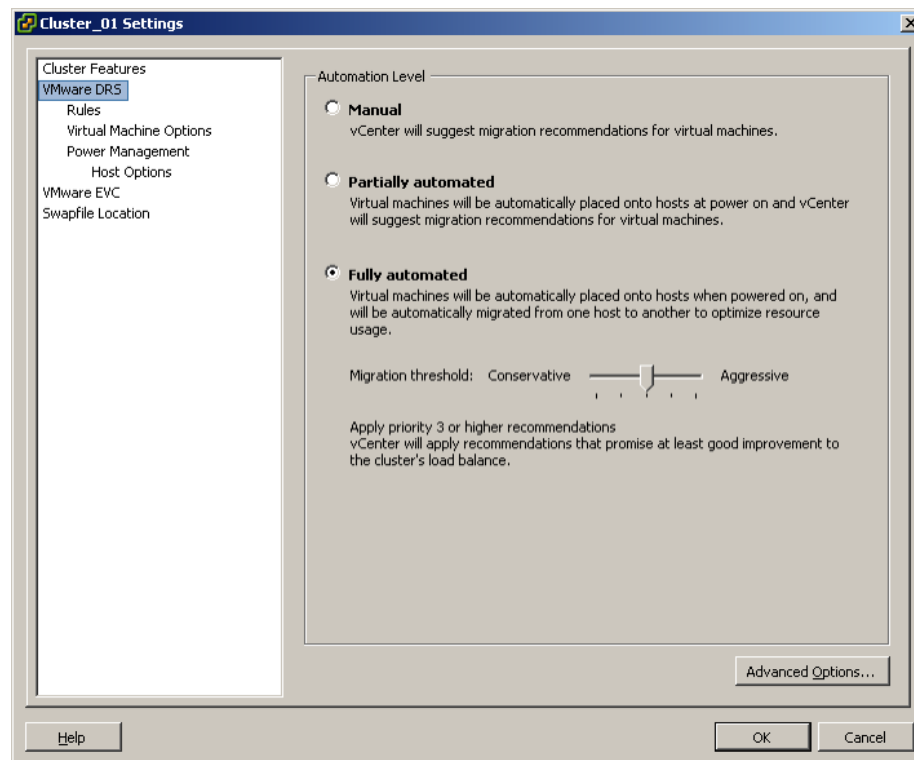 Cluster_01 Settings
Cluster Features
VMware DRS
Rules
Virtual Machine Options
Power Management
Host Options
VMware EVC
Swapfile Location
Automation Level
Manual
vCenter will suggest migration recommendations for virtual machines.
Partially automated
Virtual machines will be automatically placed onto hosts at power on and vCenter
will suggest migration recommendations for virtual machines.
Fully automated
Virtual machines will be automatically placed onto hosts when powered on, and
will be automatically migrated from one host to another to optimize resource
usage.
Migration threshold: Conservative Aggressive
Apply priority 3 or higher recommendations
vCenter will apply recommendations that promise at least good improvement to
the cluster's load balance.
Advanced Options...
Help OK Cancel